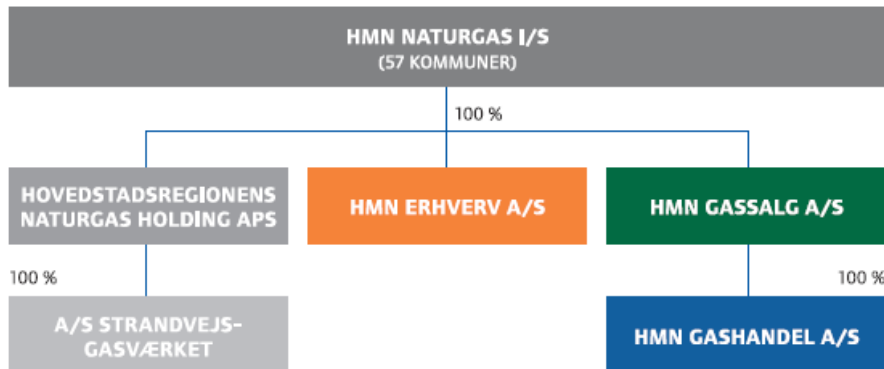 HMN NATURGAS I/S
(57 KOMMUNER)
100 %
HOVEDSTADSREGIONENS
NATURGAS HOLDING APS
HMN ERHVERV A/S
HMN GASSALG A/S
100 %
100 %
A/S STRANDVEJS-
GASVÆRKET
HMN GASHANDEL A/S